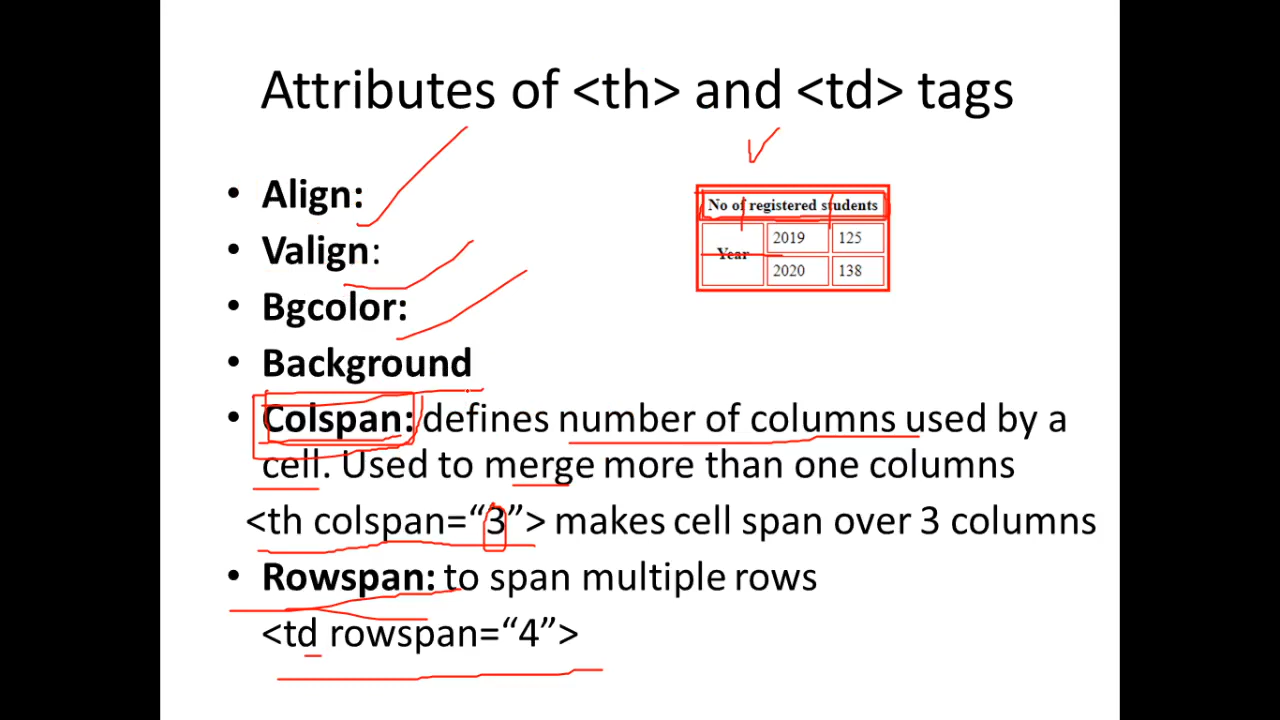 Attributes of <th> and <td> tags
• Align:
• Valign:
• Bgcolor:
• Background
• Colspan: defines number of columns used by a
cell. Used to merge more than one columns
<th colspan=“3”> makes cell span over 3 columns
• Rowspan: to span multiple rows
<td rowspan=“4”>
No of registered students
Year
2019 125
2020 138